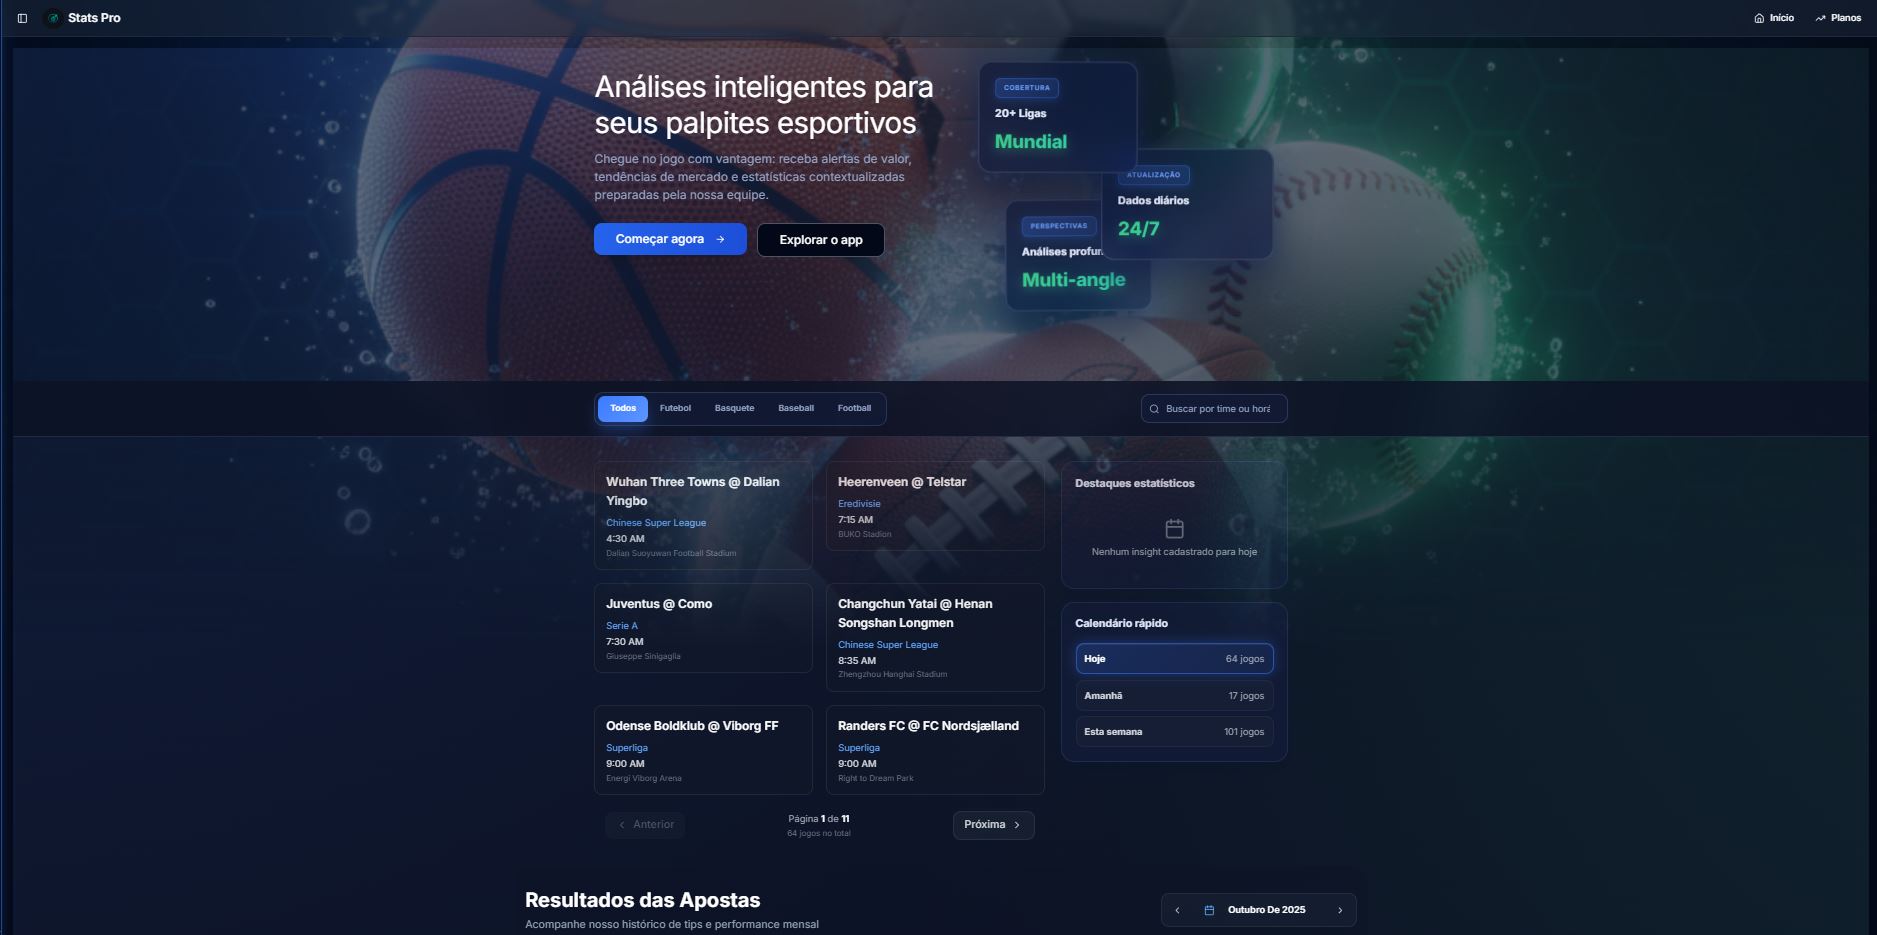 Stats Pro
Início
Planos
Análises inteligentes para
seus palpites esportivos
Chegue no jogo com vantagem: receba alertas de valor,
tendências de mercado e estatísticas contextualizadas
preparadas pela nossa equipe.
Começar agora
Explorar o app
COBERTURA
20+ Ligas
Mundial
ATUALIZAÇÃO
Dados diários
24/7
PERSPECTIVAS
Análises profun
Multi-angle
Todos
Futebol
Basquete
Baseball
Football
Buscar por time ou horá
Wuhan Three Towns @ Dalian
Yingbo
Chinese Super League
4:30 AM
Dalian Suoyuwan Football Stadium
Heerenveen @ Telstar
Eredivisie
7:15 AM
BUKO Stadion
Juventus @ Como
Serie A
7:30 AM
Giuseppe Sinigaglia
Changchun Yatai @ Henan
Songshan Longmen
Chinese Super League
8:35 AM
Zhengzhou Hanghai Stadium
Odense Boldklub @ Viborg FF
Superliga
9:00 AM
Energi Viborg Arena
Randers FC @ FC Nordsjælland
Superliga
9:00 AM
Right to Dream Park
Anterior
Página 1 de 11
64 jogos no total
Próxima
Destaques estatísticos
Nenhum insight cadastrado para hoje
Calendário rápido
Hoje 64 jogos
Amanhã 17 jogos
Esta semana 101 jogos
Resultados das Apostas
Acompanhe nosso histórico de tips e performance mensal
Outubro De 2025